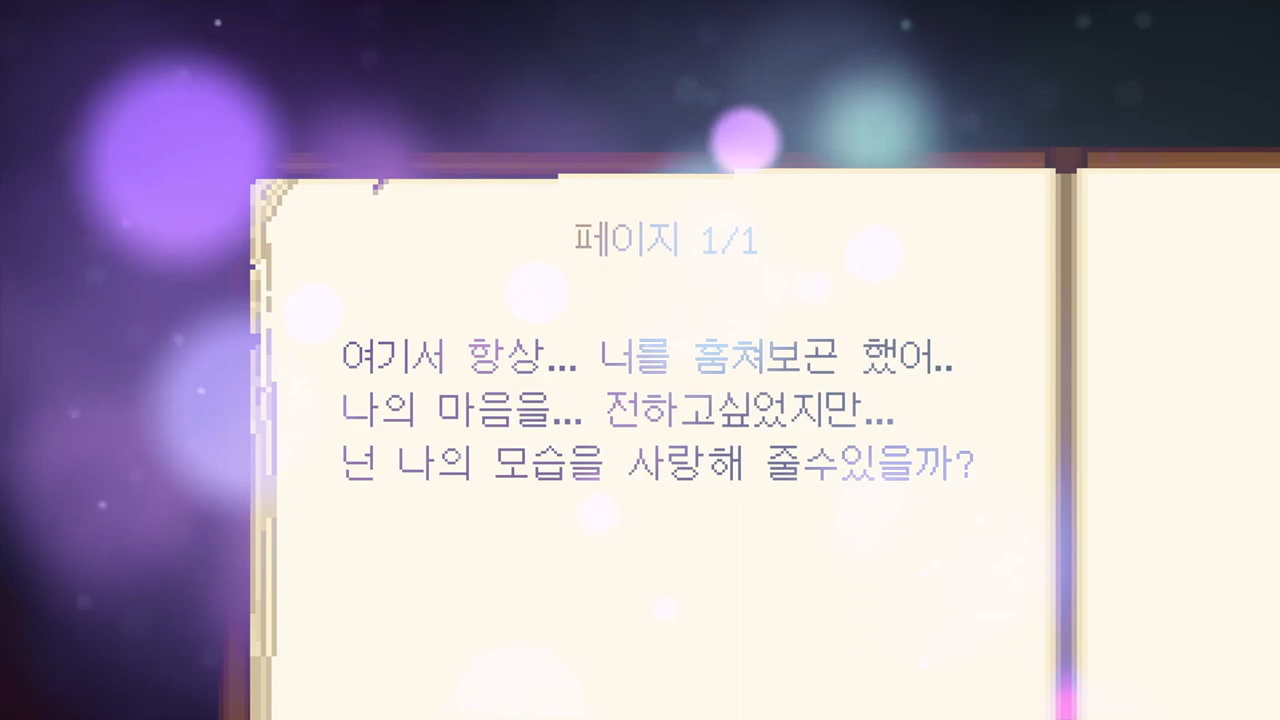 페이지 1/1
여기서 항상... 너를 훔쳐보곤 했어..
나의 마음을... 전하고싶었지만...
넌 나의 모습을 사랑해 줄수있을까?